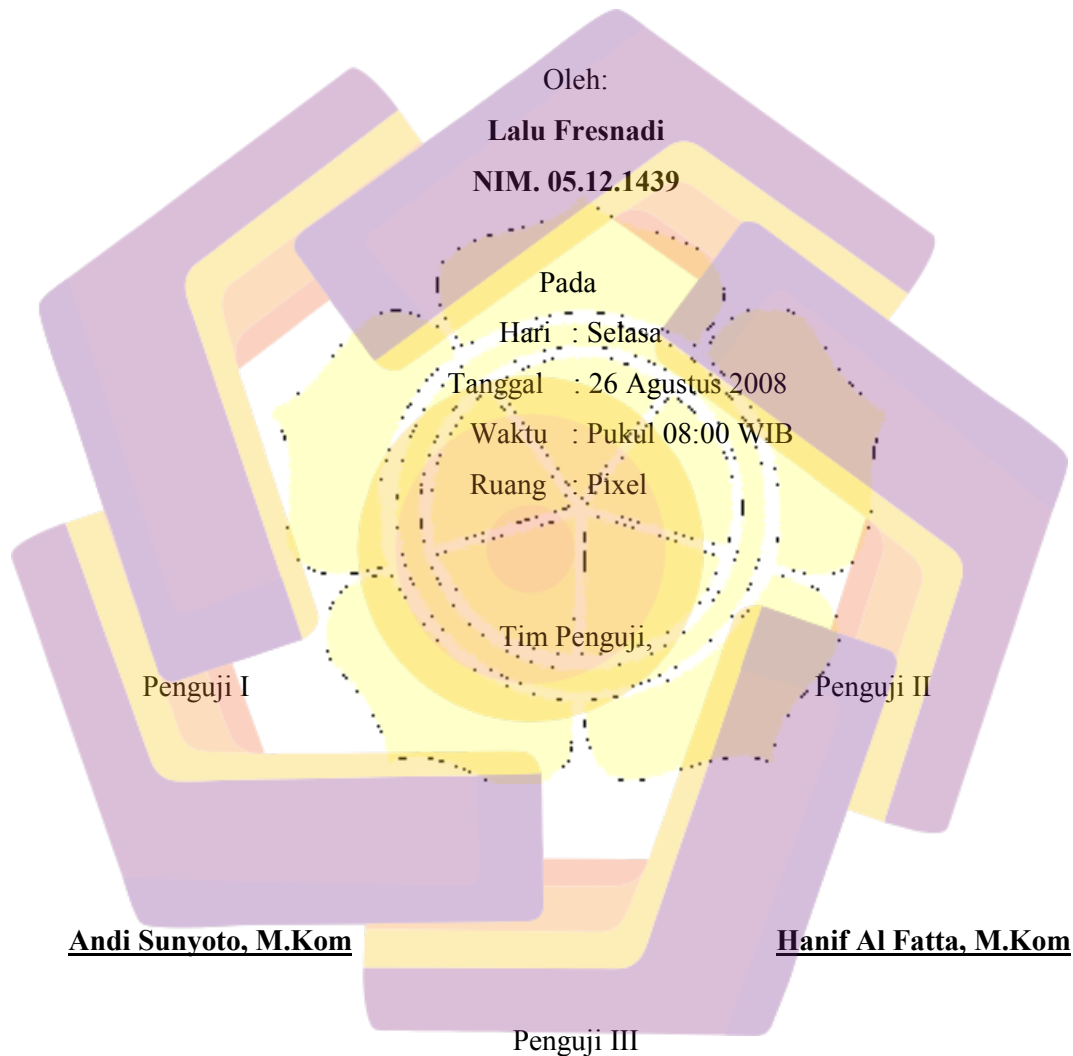 Oleh:
Lalu Fresnadi
NIM. 05.12.1439
Pada
Hari : Selasa
Tanggal : 26 Agustus 2008
Waktu : Pukul 08:00 WIB
Ruang : Pixel
Tim Penguji,
Penguji I Penguji II
Andi Sunyoto, M.Kom Hanif Al Fatta, M.Kom
Penguji III